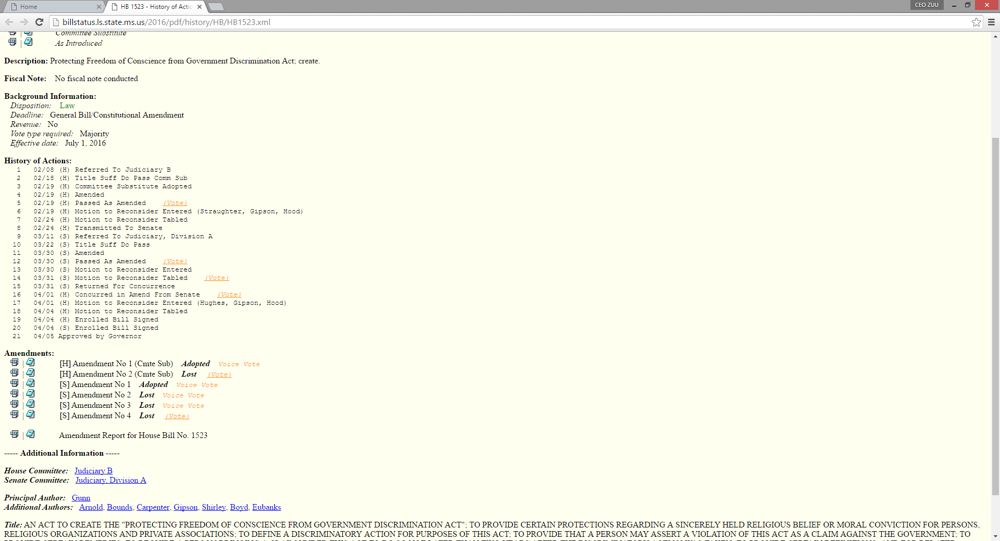 Home
HB 1523 - History of Actio
CEO ZUU
billstatus.ls.state.ms.us/2016/pdf/history/HB/HB1523.xml
| Committee Substitute
| As Introduced
Description: Protecting Freedom of Conscience from Government Discrimination Act; create.
Fiscal Note: No fiscal note conducted
Background Information:
Disposition: Law
Deadline: General Bill/Constitutional Amendment
Revenue: No
Vote type required: Majority
Effective date: July 1, 2016
History of Actions:
1 02/08 (H) Referred To Judiciary B
2 02/18 (H) Title Suff Do Pass Comm Sub
3 02/19 (H) Committee Substitute Adopted
4 02/19 (H) Amended
5 02/19 (H) Passed As Amended {Vote}
6 02/19 (H) Motion to Reconsider Entered (Straughter, Gipson, Hood)
7 02/24 (H) Motion to Reconsider Tabled
8 02/24 (H) Transmitted To Senate
9 03/11 (S) Referred To Judiciary, Division A
10 03/22 (S) Title Suff Do Pass
11 03/30 (S) Amended
12 03/30 (S) Passed As Amended {Vote}
13 03/30 (S) Motion to Reconsider Entered
14 03/31 (S) Motion to Reconsider Tabled {Vote}
15 03/31 (S) Returned For Concurrence
16 04/01 (H) Concurred in Amend From Senate {Vote}
17 04/01 (H) Motion to Reconsider Entered (Hughes, Gipson, Hood)
18 04/04 (H) Motion to Reconsider Tabled
19 04/04 (H) Enrolled Bill Signed
20 04/04 (S) Enrolled Bill Signed
21 04/05 Approved by Governor
Amendments:
PDF | [H] Amendment No 1 (Cmte Sub) Adopted Voice Vote
PDF | [H] Amendment No 2 (Cmte Sub) Lost {Vote}
PDF | [S] Amendment No 1 Adopted Voice Vote
PDF | [S] Amendment No 2 Lost Voice Vote
PDF | [S] Amendment No 3 Lost Voice Vote
PDF | [S] Amendment No 4 Lost {Vote}
PDF | Amendment Report for House Bill No. 1523
----- Additional Information -----
House Committee: Judiciary B
Senate Committee: Judiciary, Division A
Principal Author: Gunn
Additional Authors: Arnold, Bounds, Carpenter, Gipson, Shirley, Boyd, Eubanks
Title: AN ACT TO CREATE THE "PROTECTING FREEDOM OF CONSCIENCE FROM GOVERNMENT DISCRIMINATION ACT"; TO PROVIDE CERTAIN PROTECTIONS REGARDING A SINCERELY HELD RELIGIOUS BELIEF OR MORAL CONVICTION FOR PERSONS,
RELIGIOUS ORGANIZATIONS AND PRIVATE ASSOCIATIONS; TO DEFINE A DISCRIMINATORY ACTION FOR PURPOSES OF THIS ACT; TO PROVIDE THAT A PERSON MAY ASSERT A VIOLATION OF THIS ACT AS A CLAIM AGAINST THE GOVERNMENT; TO